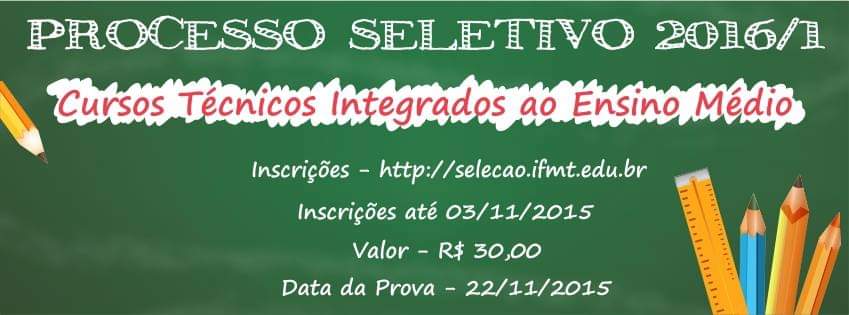 PROCESSO SELETIVO 2016/1
Cursos Técnicos Integrados ao Ensino Médio
Inscrições - http://selecao.ifmt.edu.br
Inscrições até 03/11/2015
Valor - R$ 30,00
Data da Prova - 22/11/2015